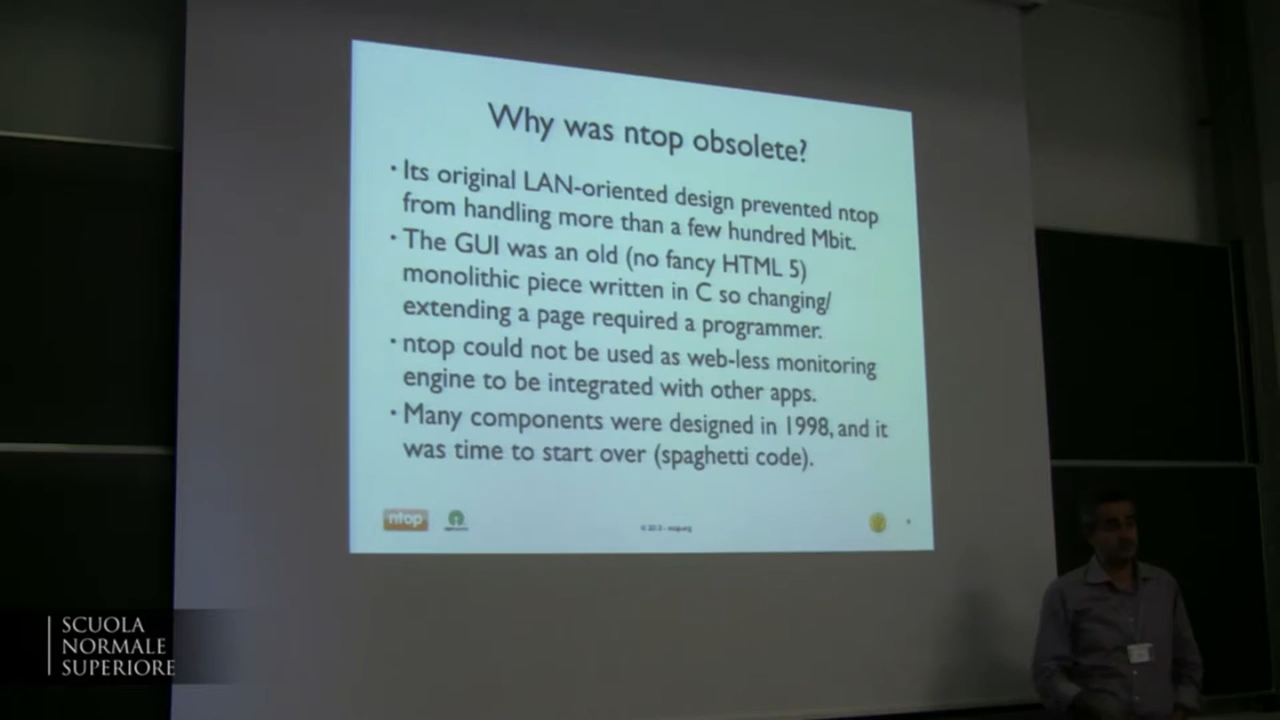 Why was ntop obsolete?
• Its original LAN-oriented design prevented ntop
from handling more than a few hundred Mbit.
• The GUI was an old (no fancy HTML 5)
monolithic piece written in C so changing/
extending a page required a programmer.
• ntop could not be used as web-less monitoring
engine to be integrated with other apps.
• Many components were designed in 1998, and it
was time to start over (spaghetti code).
ntop
SCUOLA
NORMALE
SUPERIORE